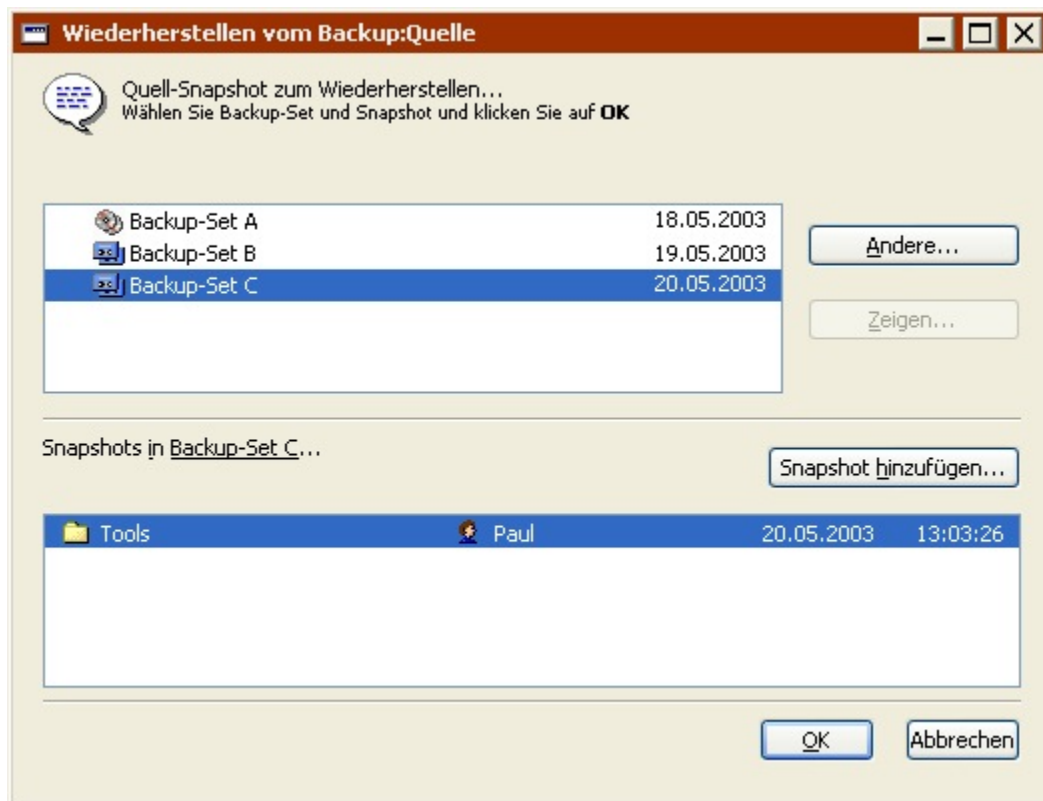 Wiederherstellen vom Backup:Quelle
Quell-Snapshot zum Wiederherstellen...
Wählen Sie Backup-Set und Snapshot und klicken Sie auf OK
Backup-Set A 18.05.2003
Backup-Set B 19.05.2003
Backup-Set C 20.05.2003
Andere...
Zeigen...
Snapshots in Backup-Set C...
Snapshot hinzufügen...
Tools Paul 20.05.2003 13:03:26
OK Abbrechen